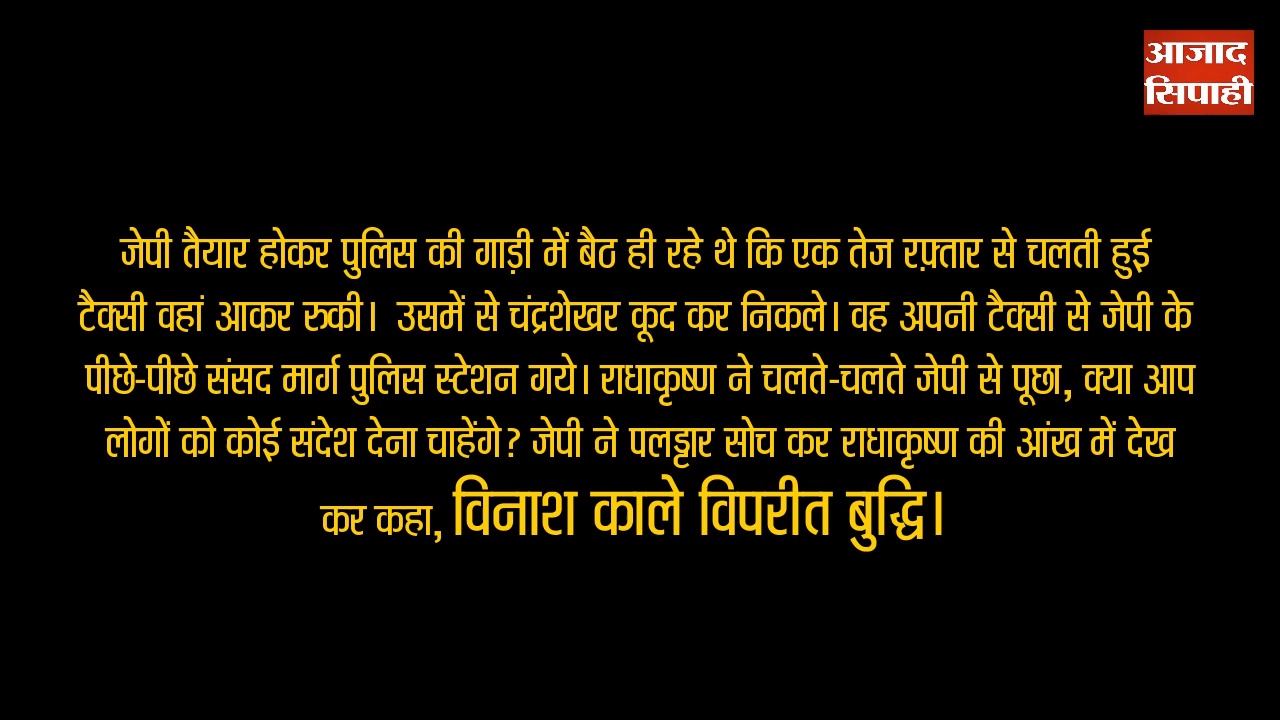 आजाद
सिपाही
जेपी तैयार होकर पुलिस की गाड़ी में बैठ ही रहे थे कि एक तेज रफ़्तार से चलती हुई
टैक्सी वहां आकर रुकी। उसमें से चंद्रशेखर कूद कर निकले। वह अपनी टैक्सी से जेपी के
पीछे-पीछे संसद मार्ग पुलिस स्टेशन गये। राधाकृष्ण ने चलते-चलते जेपी से पूछा, क्या आप
लोगों को कोई संदेश देना चाहेंगे? जेपी ने पलड्टार सोच कर राधाकृष्ण की आंख में देख
कर कहा, विनाश काले विपरीत बुद्धि।